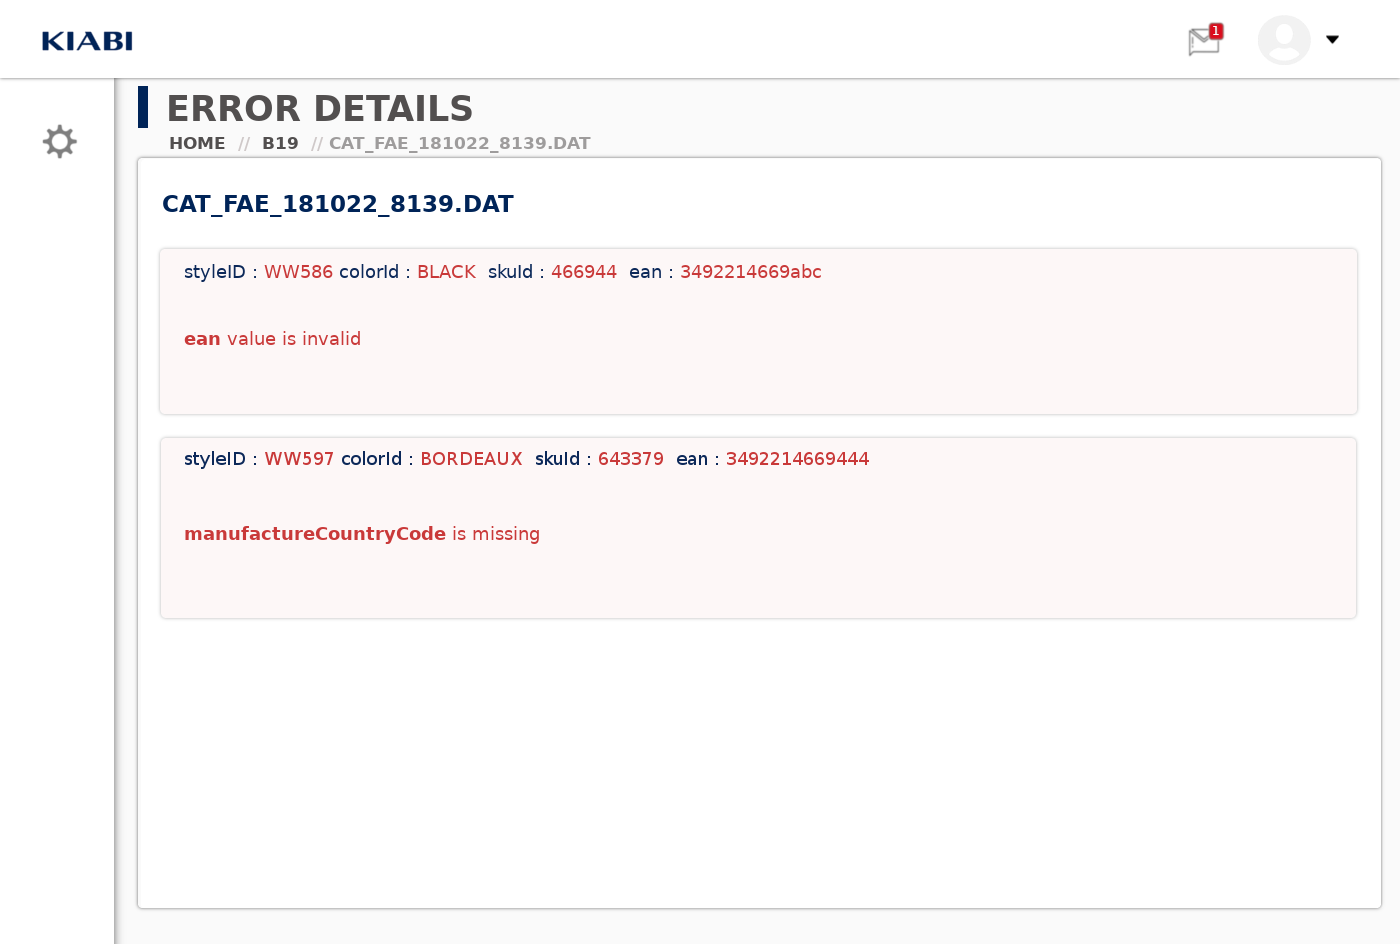 KIABI
1
ERROR DETAILS
HOME // B19 // CAT_FAE_181022_8139.DAT
CAT_FAE_181022_8139.DAT
styleID : WW586 colorId : BLACK skuId : 466944 ean : 3492214669abc
ean value is invalid
styleID : WW597 colorId : BORDEAUX skuId : 643379 ean : 3492214669444
manufactureCountryCode is missing